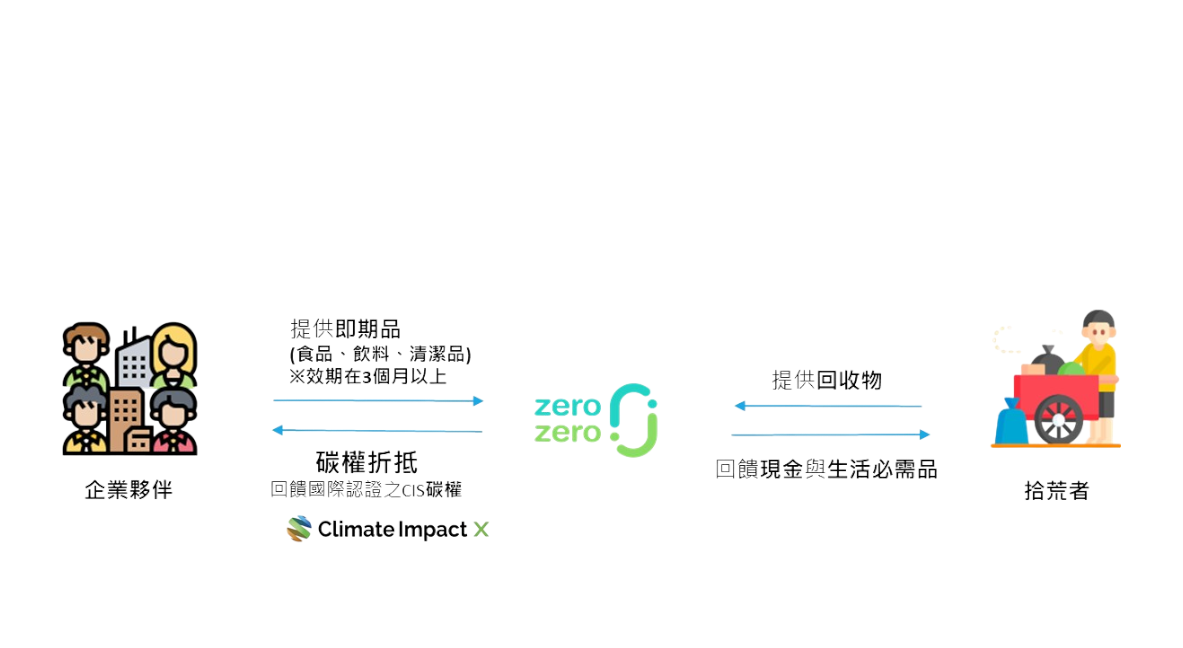 提供即期品
(食品、飲料、清潔品)
※效期在3個月以上
碳權折抵
回饋國際認證之CIS碳權
Climate Impact X
企業夥伴
zero
zero
提供回收物
回饋現金與生活必需品
拾荒者